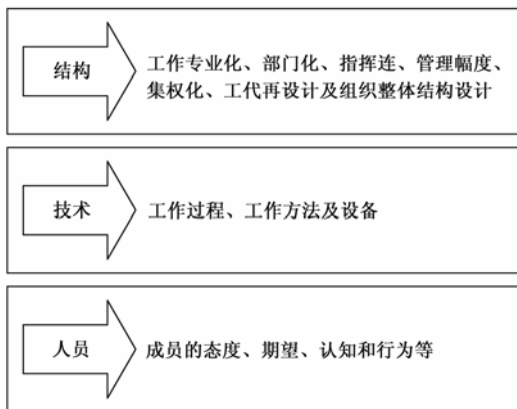 结构
工作专业化、部门化、指挥连、管理幅度、
集权化、工代再设计及组织整体结构设计
技术
工作过程、工作方法及设备
人员
成员的态度、期望、认知和行为等